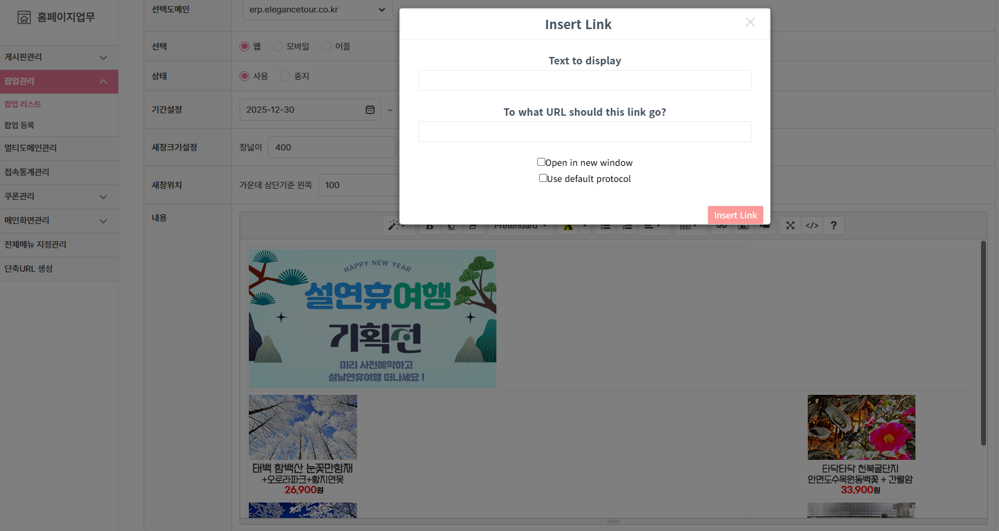 홈페이지업무
게시판관리
팝업관리
팝업 리스트
팝업 등록
멀티도메인관리
접속통계관리
쿠폰관리
메인화면관리
전체메뉴 지정관리
단축URL 생성
선택도메인
erp.elegancetour.co.kr
선택
웹
모바일
어플
상태
사용
중지
기간설정
2025-12-30
~
새창크기설정
창넓이
400
새창위치
가운데 상단기준 왼쪽
100
내용
Insert Link
Text to display
To what URL should this link go?
Open in new window
Use default protocol
Insert Link
B
U
Pretendard
A
</>
?
HAPPY NEW YEAR
설연휴여행
기획전
미리 사전예약하고
설날연휴여행 떠나세요 !
태백 함백산 눈꽃만항재
+오로라파크+황지연못
26,900원
타닥타닥 천북굴단지
안면도수목원동백꽃 + 간월암
33,900원